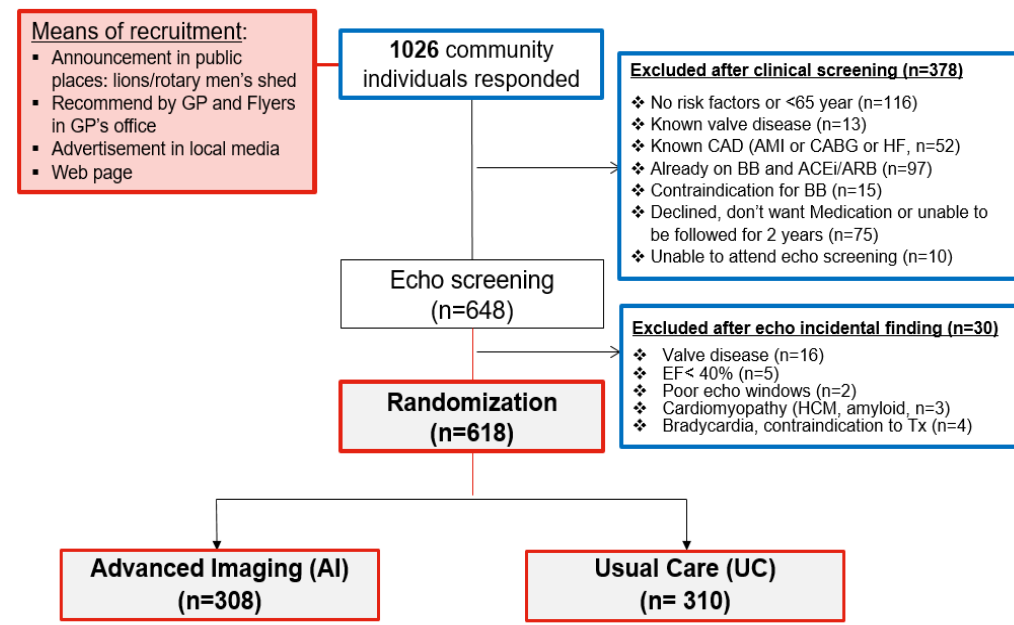 Means of recruitment:
▪ Announcement in public
places: lions/rotary men's shed
▪ Recommend by GP and Flyers
in GP's office
▪ Advertisement in local media
▪ Web page
1026 community
individuals responded
Excluded after clinical screening (n=378)
❖ No risk factors or <65 year (n=116)
❖ Known valve disease (n=13)
❖ Known CAD (AMI or CABG or HF, n=52)
❖ Already on BB and ACEi/ARB (n=97)
❖ Contraindication for BB (n=15)
❖ Declined, don't want Medication or unable to
be followed for 2 years (n=75)
❖ Unable to attend echo screening (n=10)
Echo screening
(n=648)
Excluded after echo incidental finding (n=30)
❖ Valve disease (n=16)
❖ EF< 40% (n=5)
❖ Poor echo windows (n=2)
❖ Cardiomyopathy (HCM, amyloid, n=3)
❖ Bradycardia, contraindication to Tx (n=4)
Randomization
(n=618)
Advanced Imaging (AI)
(n=308)
Usual Care (UC)
(n= 310)